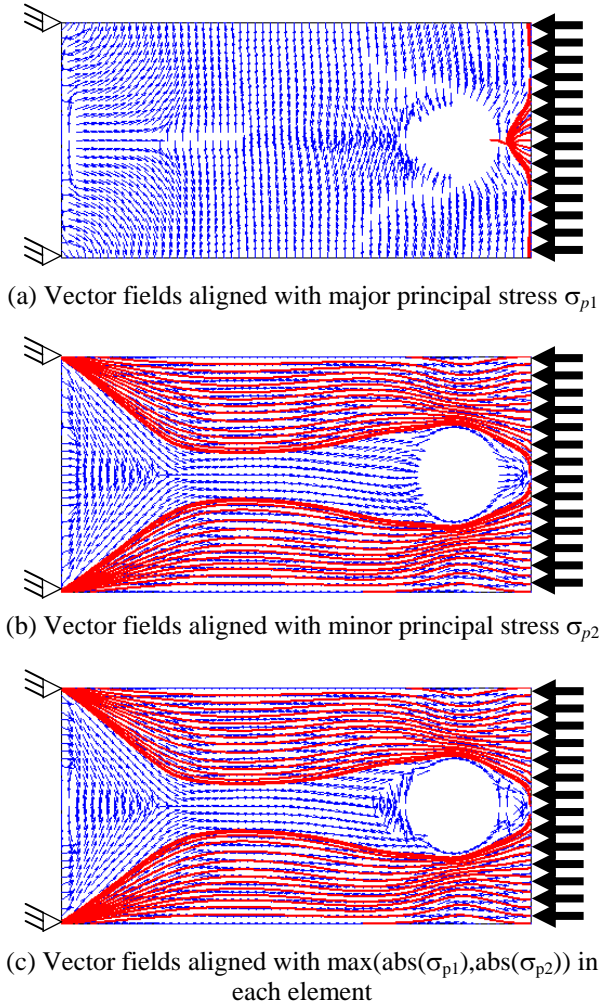 (a) Vector fields aligned with major principal stress σp1
(b) Vector fields aligned with minor principal stress σp2
(c) Vector fields aligned with max(abs(σp1),abs(σp2)) in
each element